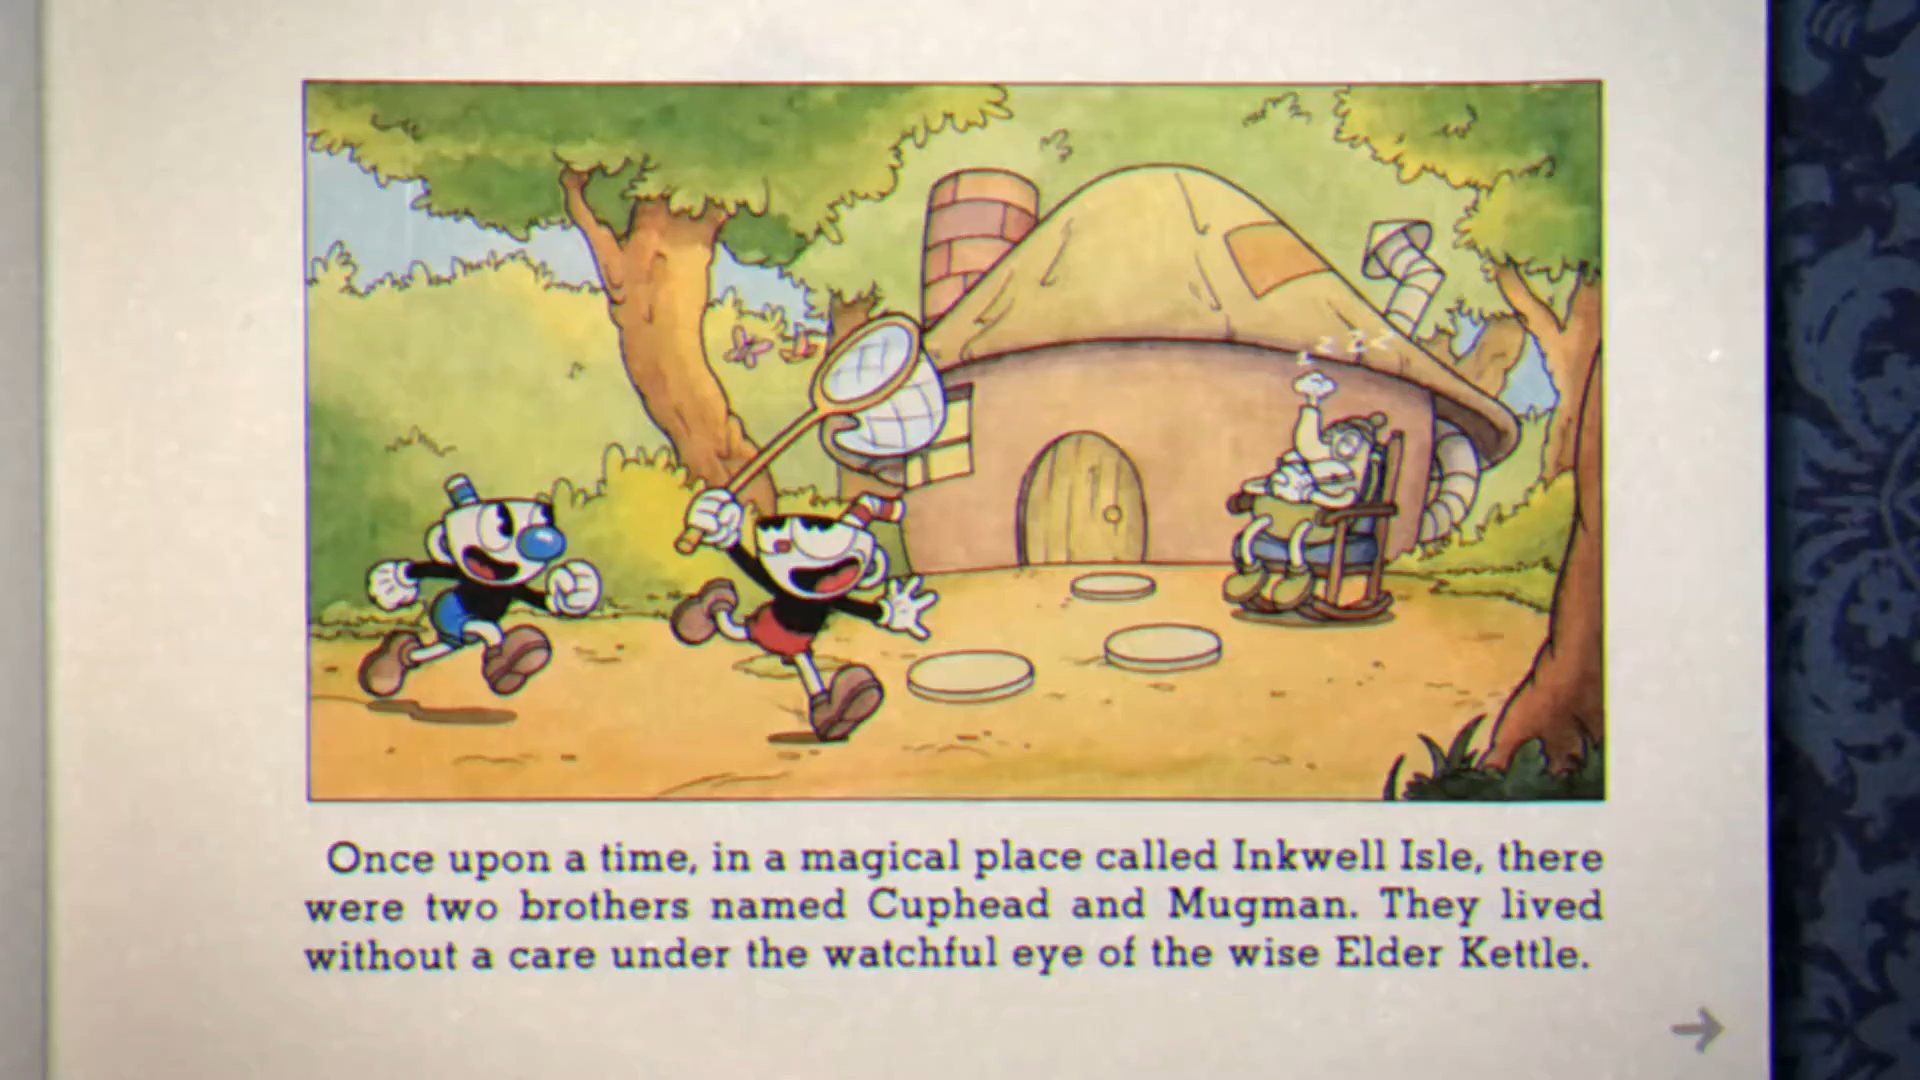 z z z z
Once upon a time, in a magical place called Inkwell Isle, there
were two brothers named Cuphead and Mugman. They lived
without a care under the watchful eye of the wise Elder Kettle.